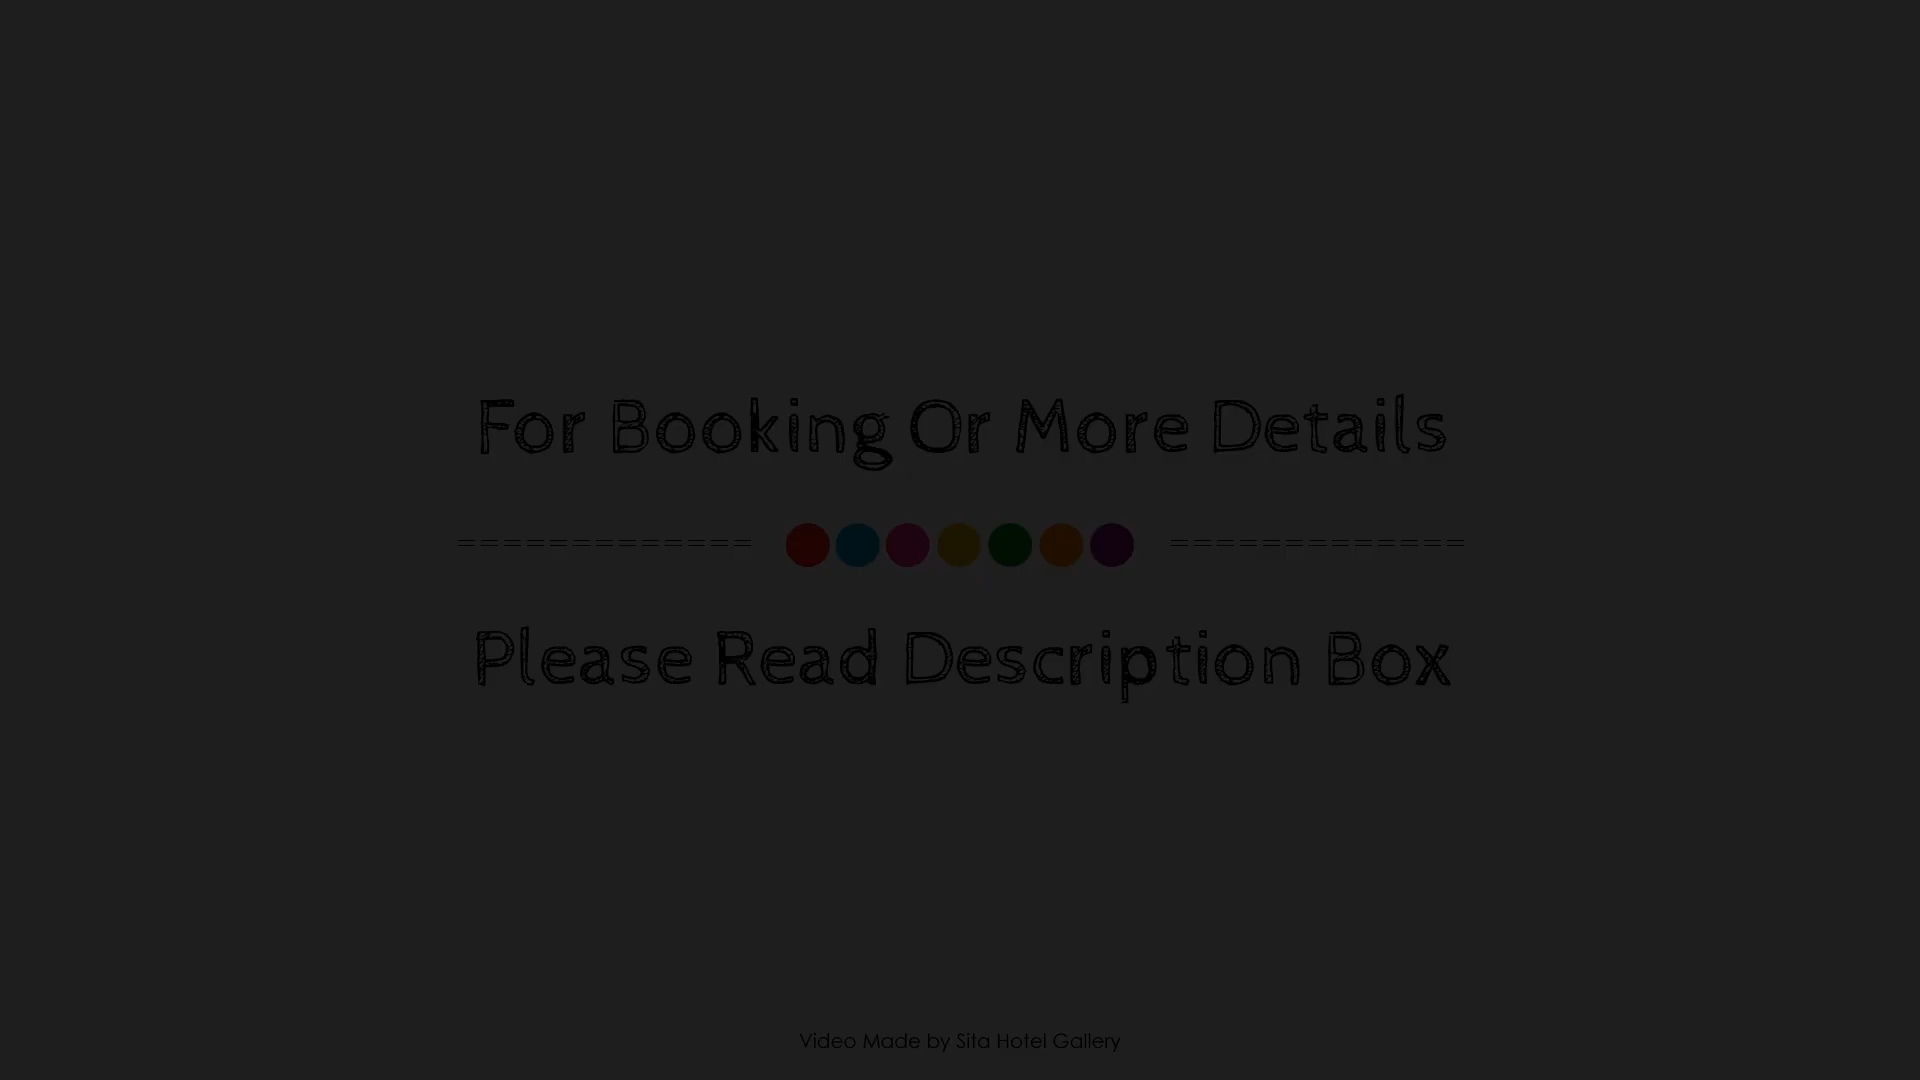 For Booking Or More Details
============= =============
Please Read Description Box
Video Made by Sita Hotel Gallery